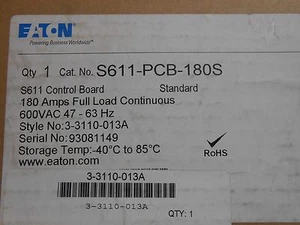 EATON
Powering Business Worldwide
Qty 1 Cat. No. S611-PCB-180S
S611 Control Board Standard
180 Amps Full Load Continuous
600VAC 47 - 63 Hz
Style No:3-3110-013A
Serial No:93081149
Storage Temp:-40°C to 85°C
www.eaton.com
RoHS
3-3110-013A
3-3110-013A
QTY: 1